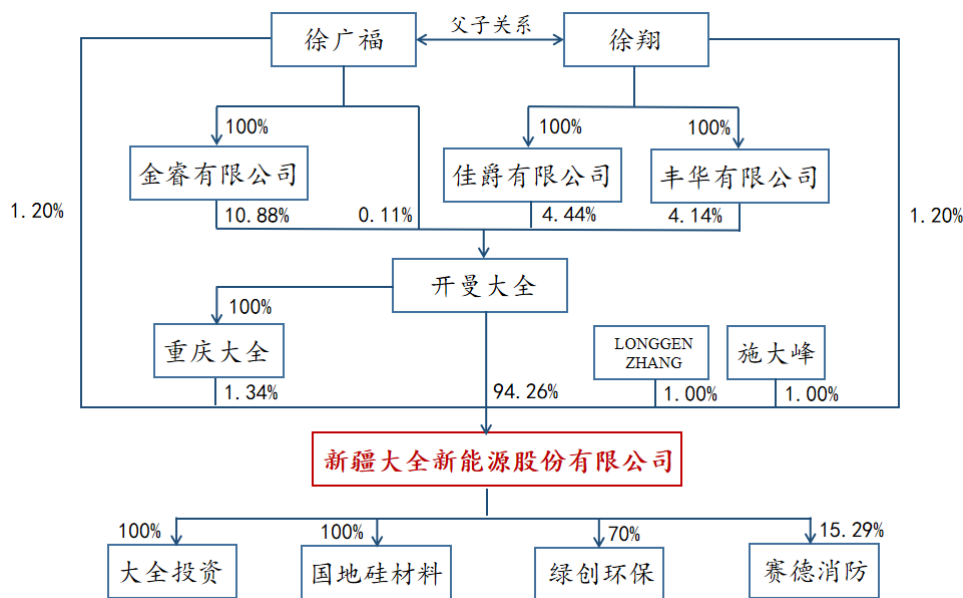 徐广福
父子关系
徐翔
100%
100%
100%
金睿有限公司
佳爵有限公司
丰华有限公司
1.20%
10.88%
0.11%
4.44%
4.14%
1.20%
开曼大全
100%
重庆大全
LONGGEN
ZHANG
施大峰
1.34%
94.26%
1.00%
1.00%
新疆大全新能源股份有限公司
100%
100%
70%
15.29%
大全投资
国地硅材料
绿创环保
赛德消防